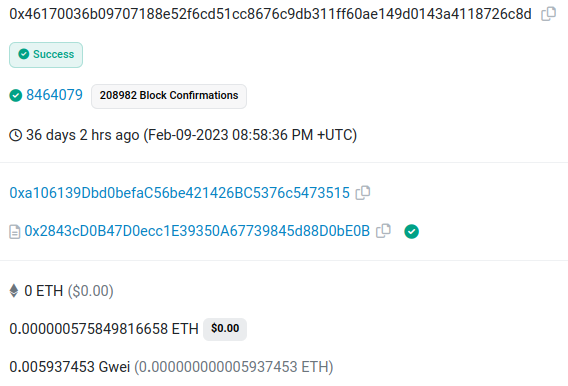 0x46170036b09707188e52f6cd51cc8676c9db311ff60ae149d0143a4118726c8d
Success
8464079 208982 Block Confirmations
36 days 2 hrs ago (Feb-09-2023 08:58:36 PM +UTC)
0xa106139Dbd0befaC56be421426BC5376c5473515
0x2843cD0B47D0ecc1E39350A67739845d88D0bE0B
0 ETH ($0.00)
0.000000575849816658 ETH $0.00
0.005937453 Gwei (0.000000000005937453 ETH)